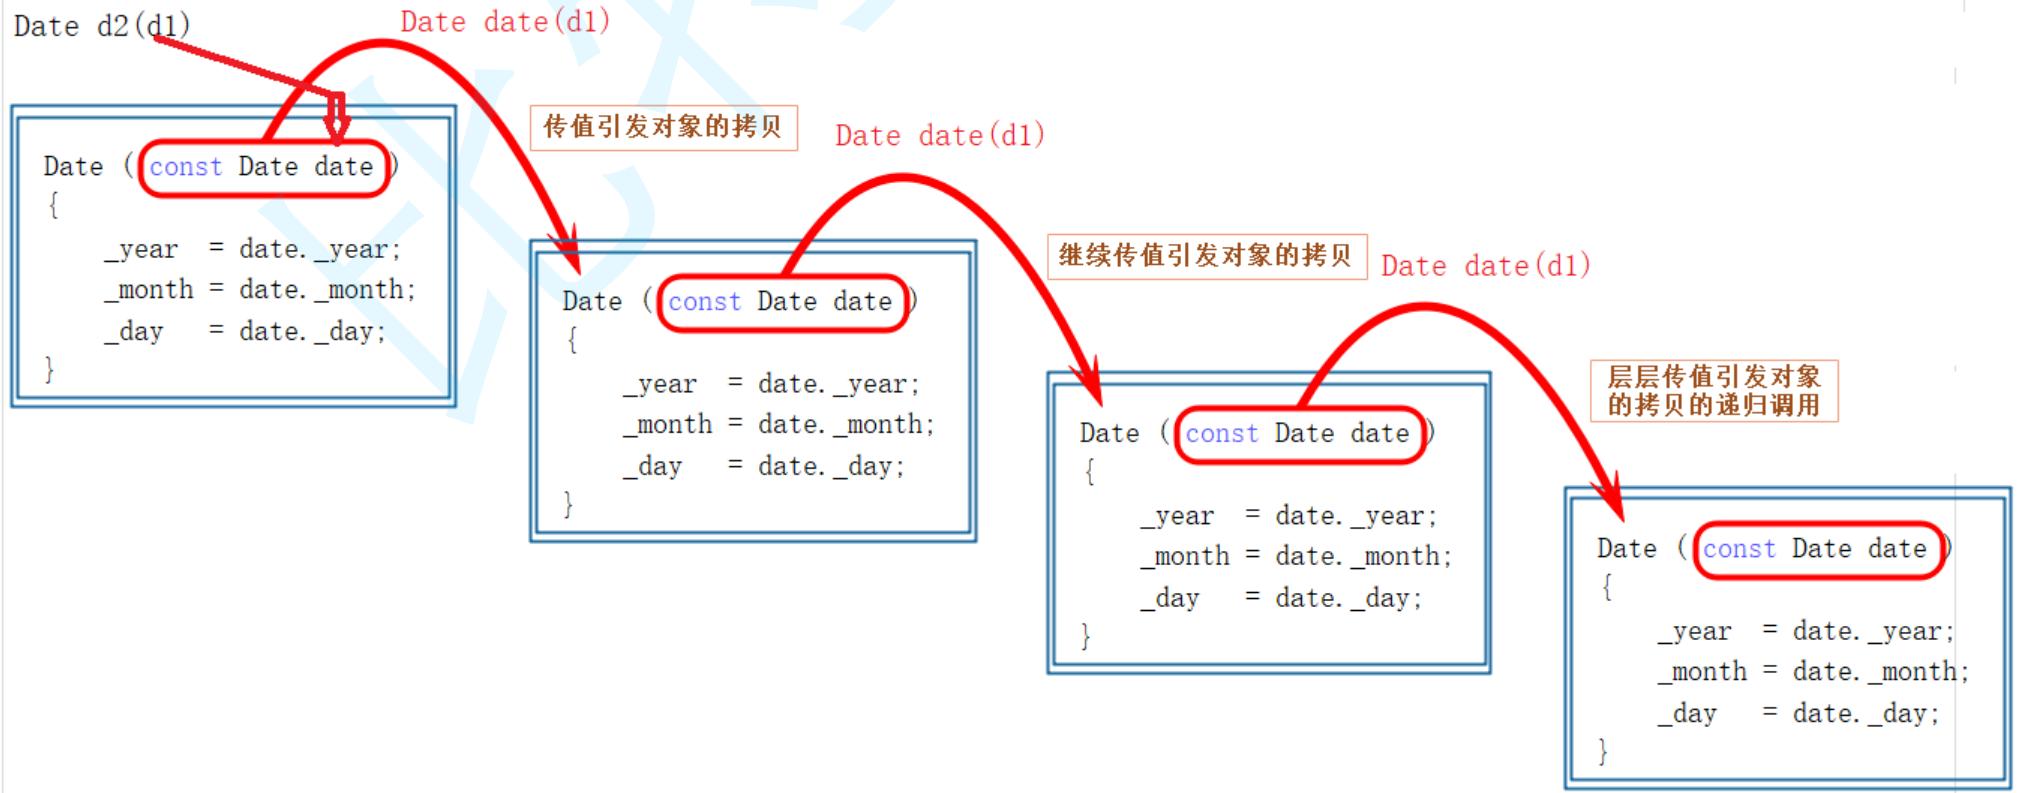 Date d2(d1)
Date date(d1)
Date (const Date date)
{
_year = date._year;
_month = date._month;
_day = date._day;
}
传值引发对象的拷贝
Date date(d1)
Date (const Date date)
{
_year = date._year;
_month = date._month;
_day = date._day;
}
继续传值引发对象的拷贝
Date date(d1)
Date (const Date date)
{
_year = date._year;
_month = date._month;
_day = date._day;
}
层层传值引发对象
的拷贝的递归调用
Date (const Date date)
{
_year = date._year;
_month = date._month;
_day = date._day;
}